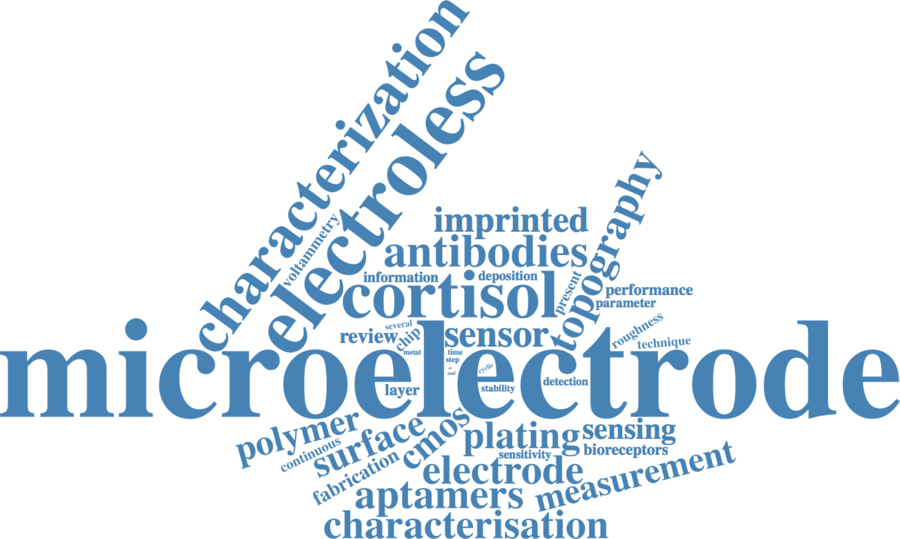 characterization
electroless
voltammetry
topography
imprinted
antibodies
information
deposition
cortisol
present
performance
parameter
several
review
chip
sensor
roughness
technique
metal
time
step
microelectrode
real
cyclic
layer
stability
detection
polymer
continuous
surface
cmos
plating
sensing
sensitivity
bioreceptors
fabrication
electrode
measurement
aptamers
characterisation